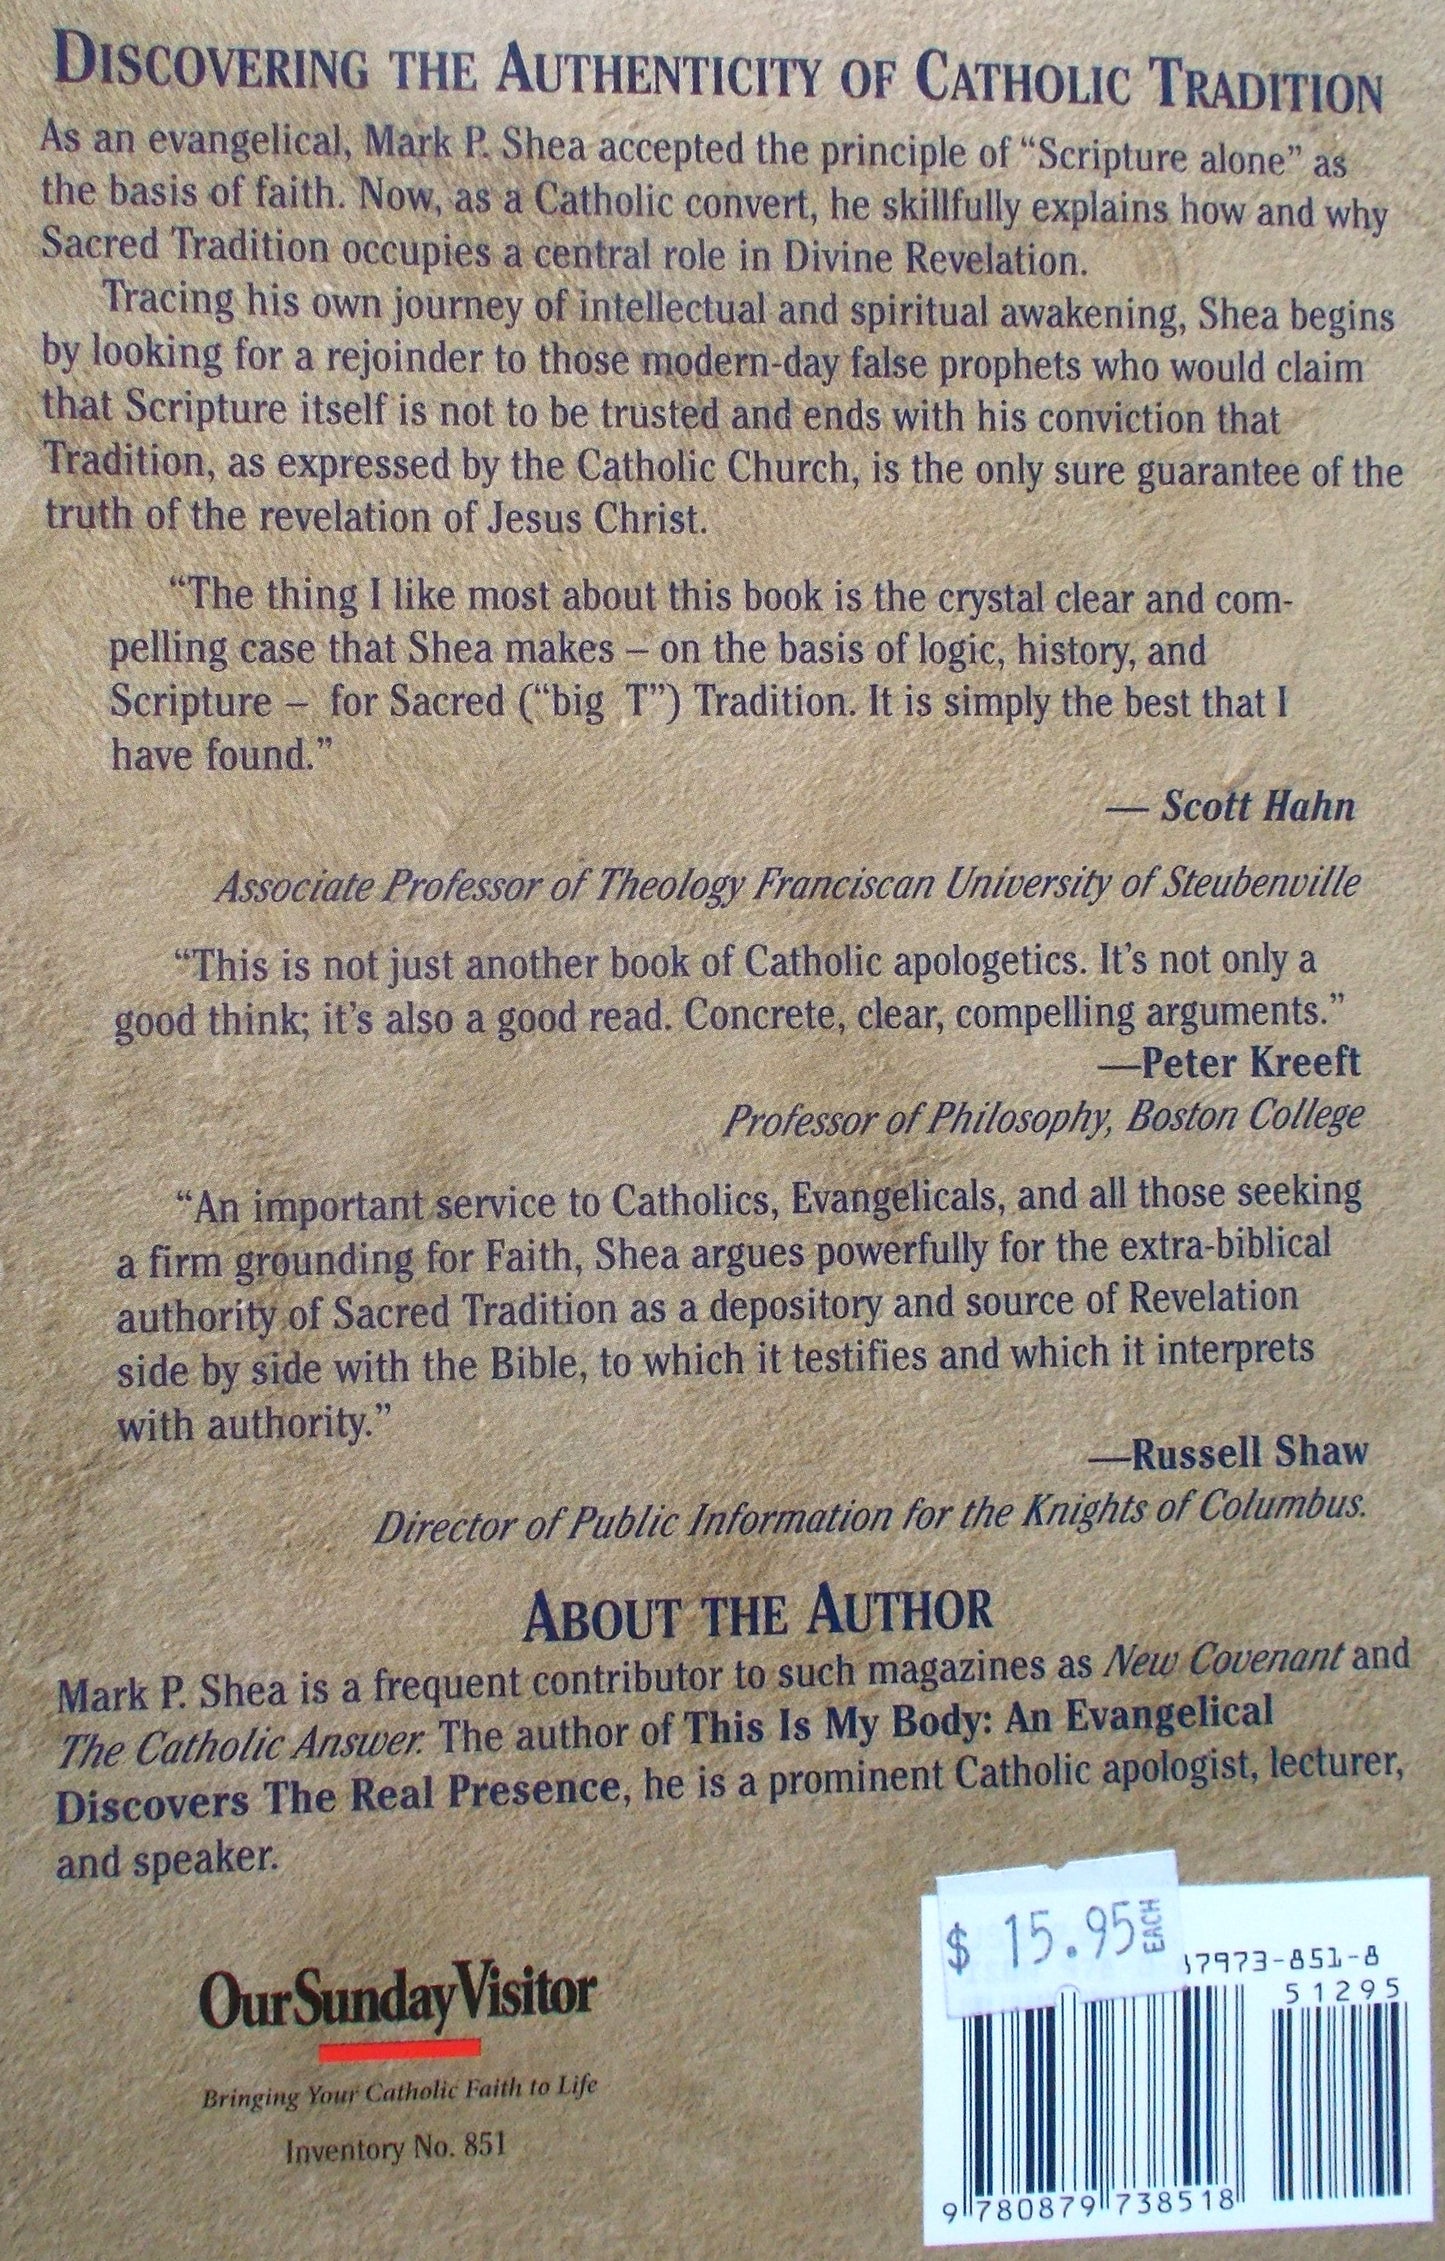 DISCOVERING THE AUTHENTICITY OF CATHOLIC TRADITION
As an evangelical, Mark P. Shea accepted the principle of “Scripture alone” as
the basis of faith. Now, as a Catholic convert, he skillfully explains how and why
Sacred Tradition occupies a central role in Divine Revelation.
Tracing his own journey of intellectual and spiritual awakening, Shea begins
by looking for a rejoinder to those modern-day false prophets who would claim
that Scripture itself is not to be trusted and ends with his conviction that
Tradition, as expressed by the Catholic Church, is the only sure guarantee of the
truth of the revelation of Jesus Christ.
“The thing I like most about this book is the crystal clear and com-
pelling case that Shea makes – on the basis of logic, history, and
Scripture – for Sacred (“big T”) Tradition. It is simply the best that I
have found.”
— Scott Hahn
Associate Professor of Theology Franciscan University of Steubenville
“This is not just another book of Catholic apologetics. It’s not only a
good think; it’s also a good read. Concrete, clear, compelling arguments.”
—Peter Kreeft
Professor of Philosophy, Boston College
“An important service to Catholics, Evangelicals, and all those seeking
a firm grounding for Faith, Shea argues powerfully for the extra-biblical
authority of Sacred Tradition as a depository and source of Revelation
side by side with the Bible, to which it testifies and which it interprets
with authority.”
—Russell Shaw
Director of Public Information for the Knights of Columbus.
ABOUT THE AUTHOR
Mark P. Shea is a frequent contributor to such magazines as New Covenant and
The Catholic Answer. The author of This Is My Body: An Evangelical
Discovers The Real Presence, he is a prominent Catholic apologist, lecturer,
and speaker.
OurSundayVisitor
Bringing Your Catholic Faith to Life
Inventory No. 851
$ 15.95 EACH
7973-851-8
51295
9 780879 738518